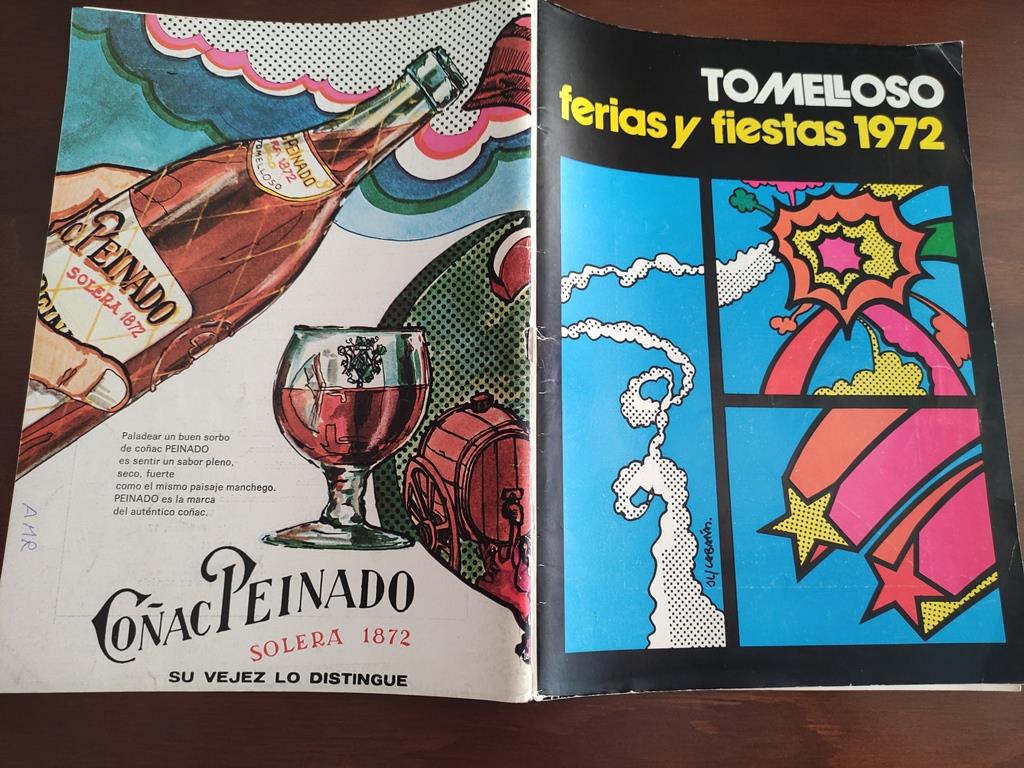 PEINADO
1872
TOMELLOSO
C. PEINADO
SOLERA 1872
Paladear un buen sorbo
de coñac PEINADO
es sentir un sabor pleno,
seco, fuerte
como el mismo paisaje manchego.
PEINADO es la marca
del auténtico coñac.
AMR
COÑAC PEINADO
SOLERA 1872
SU VEJEZ LO DISTINGUE
TOMELLOSO
ferias y fiestas 1972